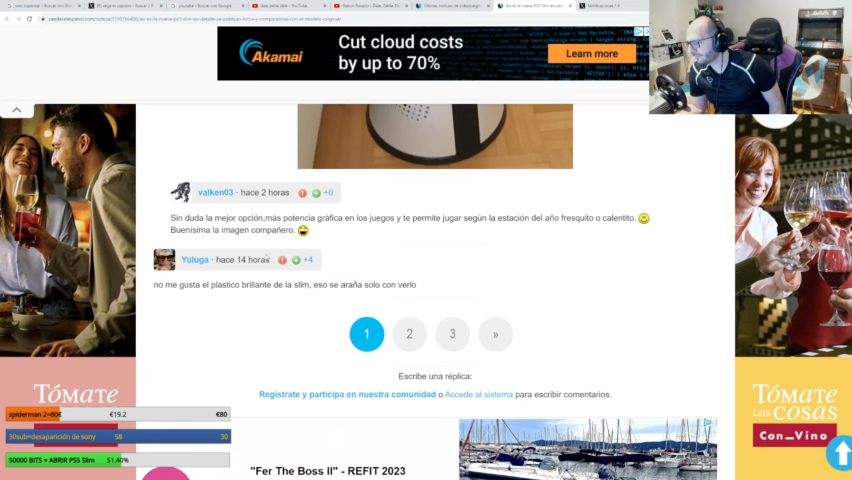 Akamai
Cut cloud costs
by up to 70%
Learn more
valken03 · hace 2 horas
+0
Sin duda la mejor opción,más potencia gráfica en los juegos y te permite jugar según la estación del año fresquito o calentito.
Buenísima la imagen compañero.
Yuluga · hace 14 horas
+4
no me gusta el plastico brillante de la slim, eso se araña solo con verlo
1 2 3 »
Escribe una réplica:
Regístrate y participa en nuestra comunidad o Accede al sistema para escribir comentarios.
Tómate
spiderman 2=80€ €19.2 €80
30sub=desaparición de sony 58 30
50000 BITS = ABRIR PS5 Slim 51.40%
"Fer The Boss II" - REFIT 2023
Tómate
LAS COSAS
Con_Vino